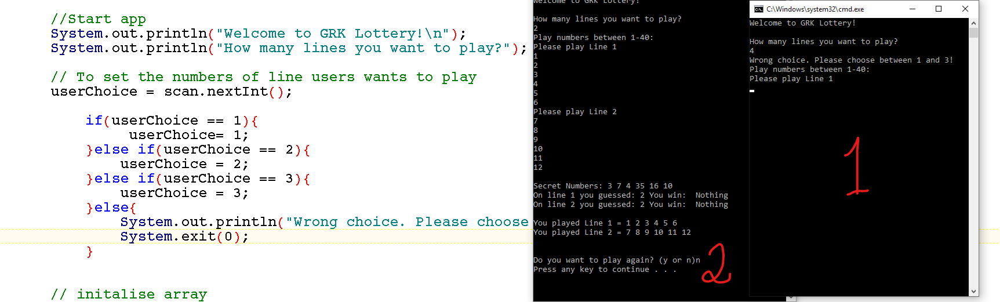 //Start app
System.out.println("Welcome to GRK Lottery!\n");
System.out.println("How many lines you want to play?");
// To set the numbers of line users wants to play
userChoice = scan.nextInt();
if(userChoice == 1){
userChoice= 1;
}else if(userChoice == 2){
userChoice = 2;
}else if(userChoice == 3){
userChoice = 3;
}else{
System.out.println("Wrong choice. Please choose
System.exit(0);
}
// initalise array
Welcome to GRK Lottery!
How many lines you want to play?
2
Play numbers between 1-40:
Please play Line 1
1
2
3
4
5
6
Please play Line 2
7
8
9
10
11
12
Secret Numbers: 3 7 4 35 16 10
On line 1 you guessed: 2 You win:  Nothing
On line 2 you guessed: 2 You win:  Nothing
You played Line 1 = 1 2 3 4 5 6
You played Line 2 = 7 8 9 10 11 12
Do you want to play again? (y or n)n
Press any key to continue . . .
2
C:\Windows\system32\cmd.exe
Welcome to GRK Lottery!
How many lines you want to play?
4
Wrong choice. Please choose between 1 and 3!
Play numbers between 1-40:
Please play Line 1
1